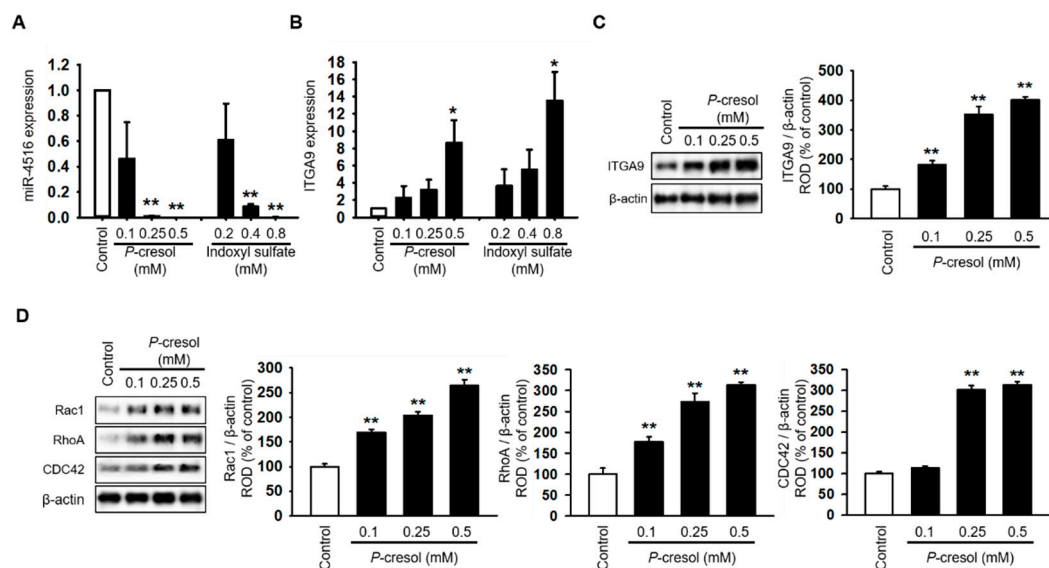 A
miR-4516 expression
1.2
1.0
0.8
0.6
0.4
0.2
0.0
** **
** **
Control
0.1 0.25 0.5
0.2 0.4 0.8
P-cresol
(mM)
Indoxyl sulfate
(mM)
B
ITGA9 expression
18
16
14
12
10
8
6
4
2
0
*
*
Control
0.1 0.25 0.5
0.2 0.4 0.8
P-cresol
(mM)
Indoxyl sulfate
(mM)
C
Control
P-cresol
(mM)
0.1 0.25 0.5
ITGA9
β-actin
ITGA9 / β-actin
ROD (% of control)
500
400
300
200
100
0
**
**
**
Control
0.1 0.25 0.5
P-cresol (mM)
D
Control
P-cresol
(mM)
0.1 0.25 0.5
Rac1
RhoA
CDC42
β-actin
Rac1 / β-actin
ROD (% of control)
300
250
200
150
100
50
0
**
**
**
Control
0.1 0.25 0.5
P-cresol (mM)
RhoA / β-actin
ROD (% of control)
350
300
250
200
150
100
50
0
**
**
**
Control
0.1 0.25 0.5
P-cresol (mM)
CDC42 / β-actin
ROD (% of control)
350
300
250
200
150
100
50
0
**
**
Control
0.1 0.25 0.5
P-cresol (mM)